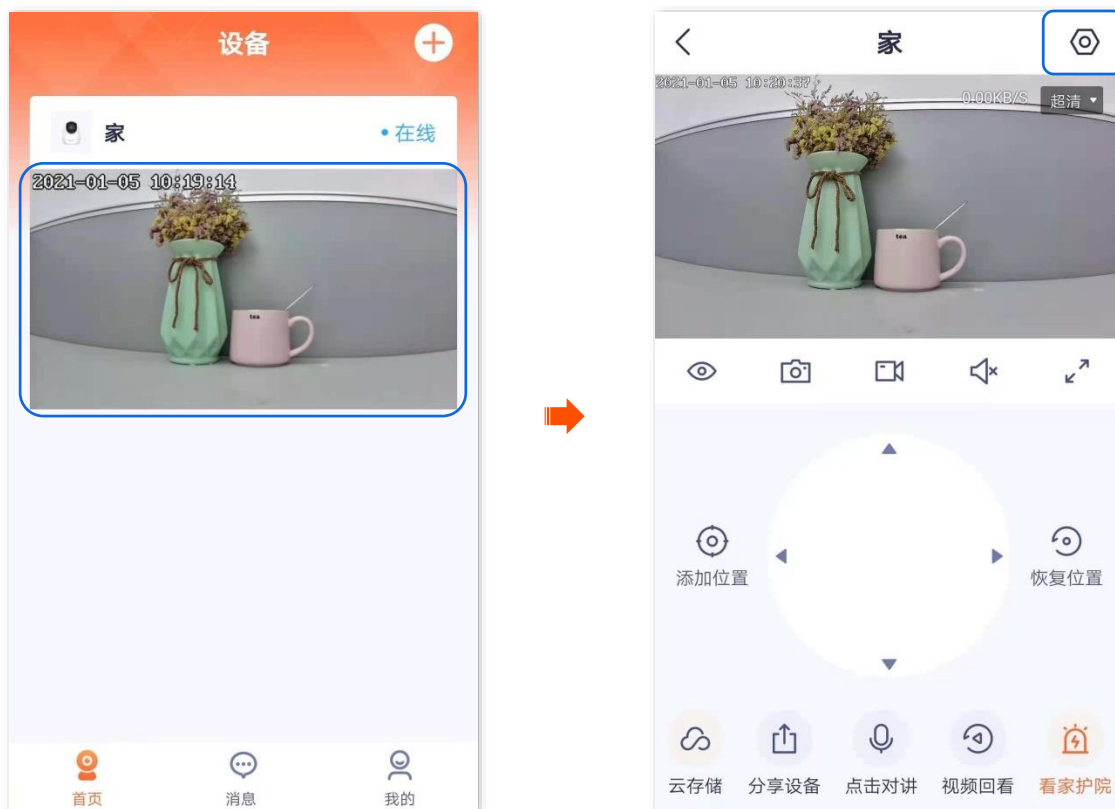 设备
家
在线
2021-01-05 10:19:14
tea
首页
消息
我的
家
2021-01-05 10:20:37
0.00KB/S
超清
tea
添加位置
恢复位置
云存储
分享设备
点击对讲
视频回看
看家护院